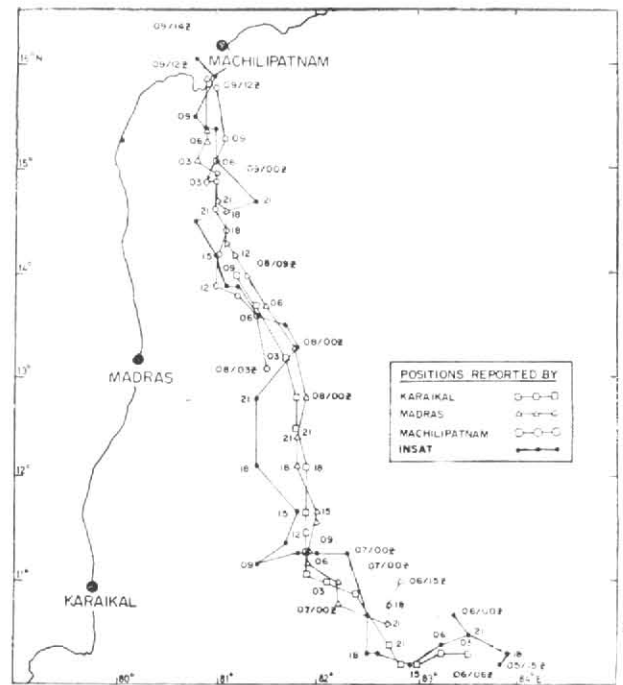 09/14Z
16°N
MACHILIPATNAM
09/12Z
09/12Z
09
09
06
15°
03
06
09/00Z
03
21
21
21
18
18
15
12
08/09Z
14°
09
12
06
06
08/00Z
03
13°
MADRAS
08/03Z
21
08/00Z
21
21
12°
18
18
18
15
15
12
09
07/00Z
09
06
07/00Z
11°
06/15Z
03
KARAIKAL
07/00Z
18
06/00Z
21
21
21
06
03
18
18
15
05/15Z
06/06Z
80°
81°
82°
83°
84°E
POSITIONS REPORTED BY
KARAIKAL
MADRAS
MACHILIPATNAM
INSAT